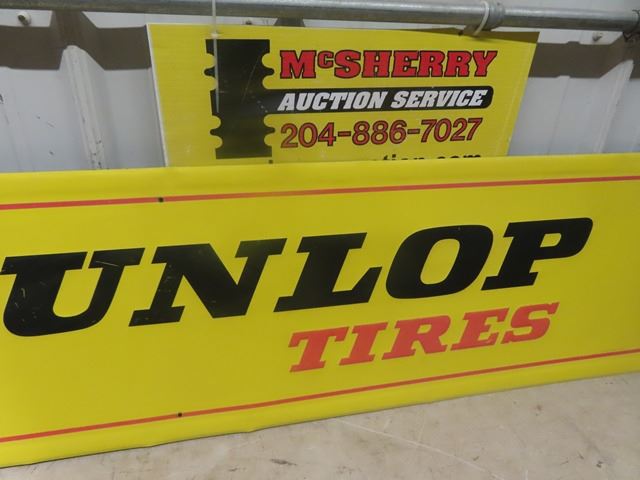 McSHERRY
AUCTION SERVICE
204-886-7027
UNLOP
TIRES